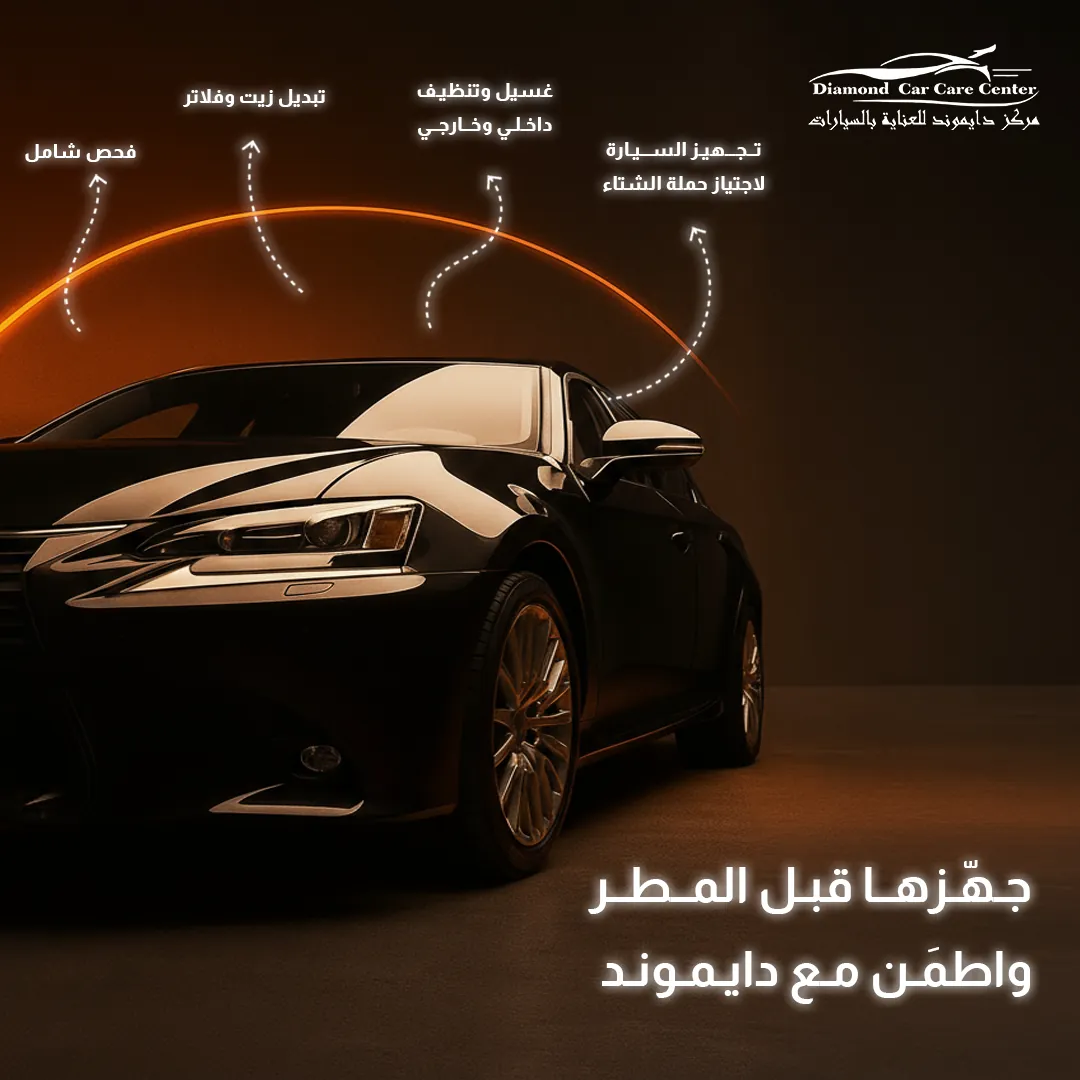 Diamond Car Care Center
مركز دايموند للعناية بالسيارات
تجهيز السيارة
لاجتياز حملة الشتاء
غسيل وتنظيف
داخلي وخارجي
تبديل زيت وفلاتر
فحص شامل
جهّزها قبل المطر
واطمَن مع دايموند